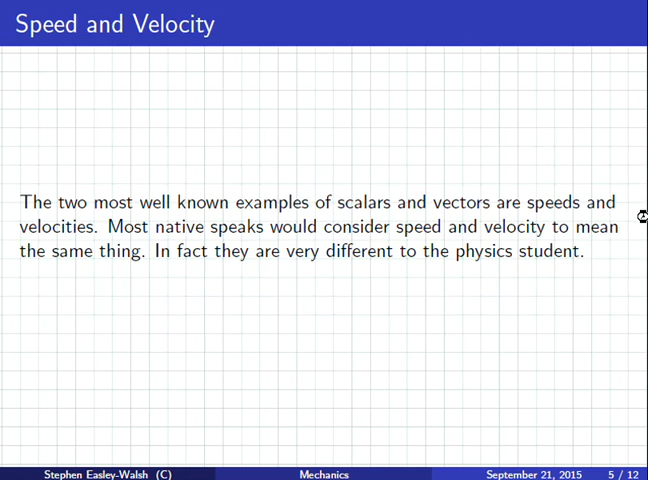 Speed and Velocity
The two most well known examples of scalars and vectors are speeds and
velocities. Most native speaks would consider speed and velocity to mean
the same thing. In fact they are very different to the physics student.
Stephen Easley-Walsh (C) Mechanics September 21, 2015 5 / 12